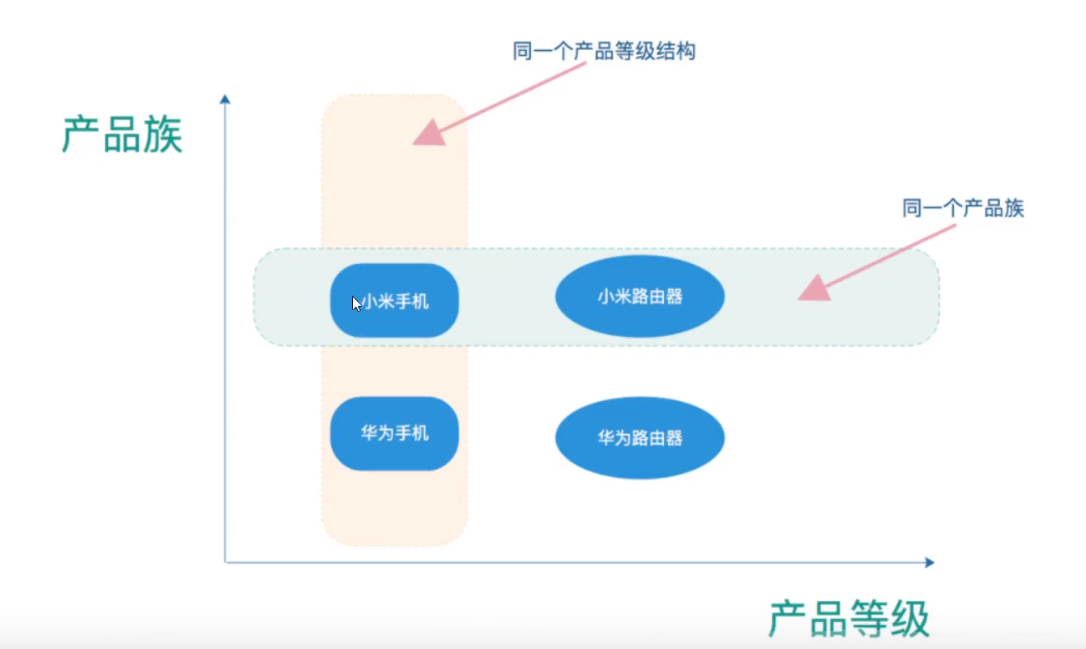 同一个产品等级结构
产品族
同一个产品族
小米手机
小米路由器
华为手机
华为路由器
产品等级